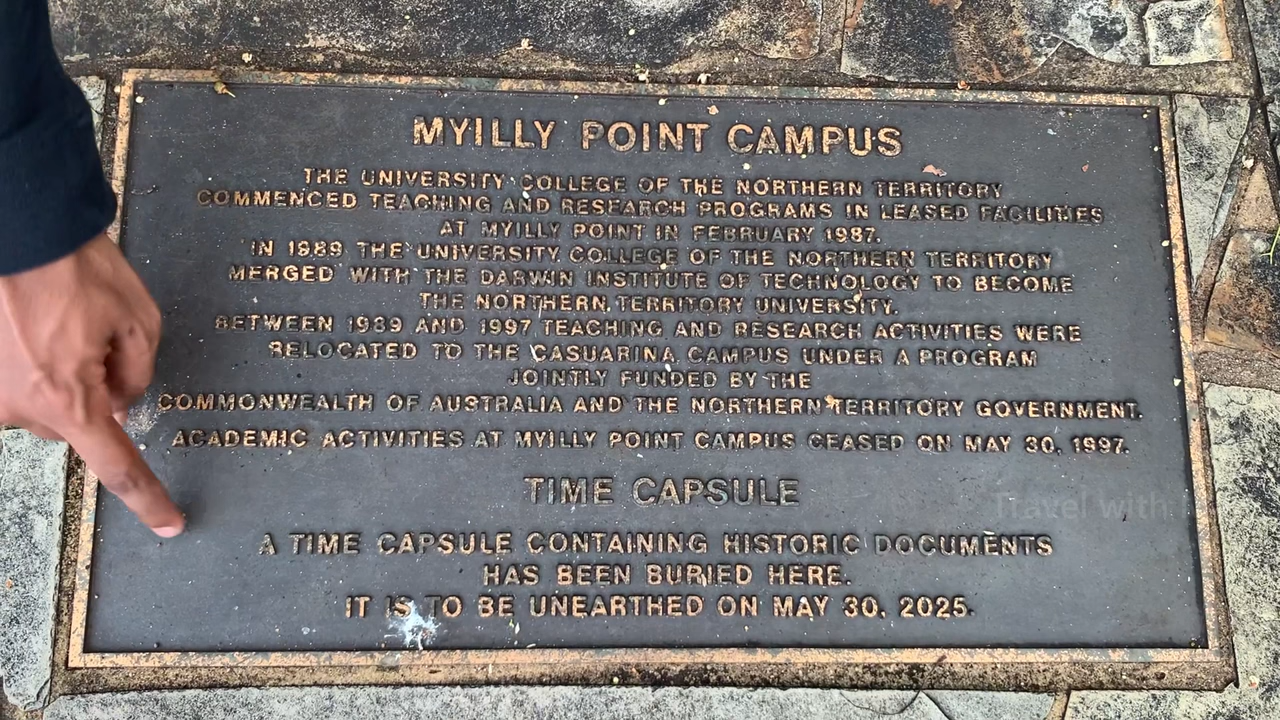 MYILLY POINT CAMPUS
THE UNIVERSITY COLLEGE OF THE NORTHERN TERRITORY
COMMENCED TEACHING AND RESEARCH PROGRAMS IN LEASED FACILITIES
AT MYILLY POINT IN FEBRUARY 1987.
IN 1989 THE UNIVERSITY COLLEGE OF THE NORTHERN TERRITORY
MERGED WITH THE DARWIN INSTITUTE OF TECHNOLOGY TO BECOME
THE NORTHERN TERRITORY UNIVERSITY.
BETWEEN 1989 AND 1997 TEACHING AND RESEARCH ACTIVITIES WERE
RELOCATED TO THE CASUARINA CAMPUS UNDER A PROGRAM
JOINTLY FUNDED BY THE
COMMONWEALTH OF AUSTRALIA AND THE NORTHERN TERRITORY GOVERNMENT.
ACADEMIC ACTIVITIES AT MYILLY POINT CAMPUS CEASED ON MAY 30, 1997.
TIME CAPSULE
Travel with
A TIME CAPSULE CONTAINING HISTORIC DOCUMENTS
HAS BEEN BURIED HERE.
IT IS TO BE UNEARTHED ON MAY 30, 2025.